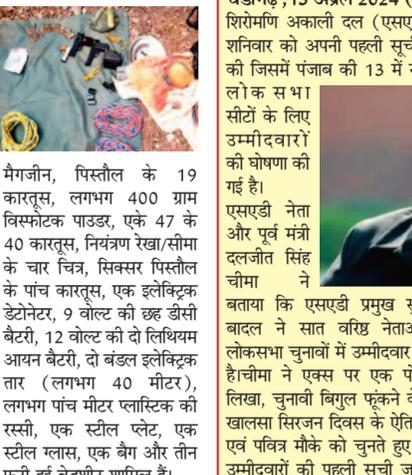 मैगजीन, पिस्तौल के 19
कारतूस, लगभग 400 ग्राम
विस्फोटक पाउडर, एके 47 के
40 कारतूस, नियंत्रण रेखा/सीमा
के चार चित्र, सिक्सर पिस्तौल
के पांच कारतूस, एक इलेक्ट्रिक
डेटोनेटर, 9 वोल्ट की छह डीसी
बैटरी, 12 वोल्ट की दो लिथियम
आयन बैटरी, दो बंडल इलेक्ट्रिक
तार (लगभग 40 मीटर),
लगभग पांच मीटर प्लास्टिक की
रस्सी, एक स्टील प्लेट, एक
स्टील ग्लास, एक बैग और तीन
शामिल हैं।
13 अप्रैल 2024
शिरोमणि अकाली दल (एसए
शनिवार को अपनी पहली सूर्च
की जिसमें पंजाब की 13 में
लोक सभा
सीटों के लिए
उम्मीदवारों
की घोषणा की
गई है।
एसएडी नेता
और पूर्व मंत्री
दलजीत सिंह
चीमा ने
बताया कि एसएडी प्रमुख
बादल ने सात वरिष्ठ नेताअ
लोकसभा चुनावों में उम्मीदवार
है।चीमा ने एक्स पर एक पो
लिखा, चुनावी बिगुल फूंकने
खालसा सिरजन दिवस के ऐति
एवं पवित्र मौके को चुनते हुए
उम्मीदवारों की पहली सूची